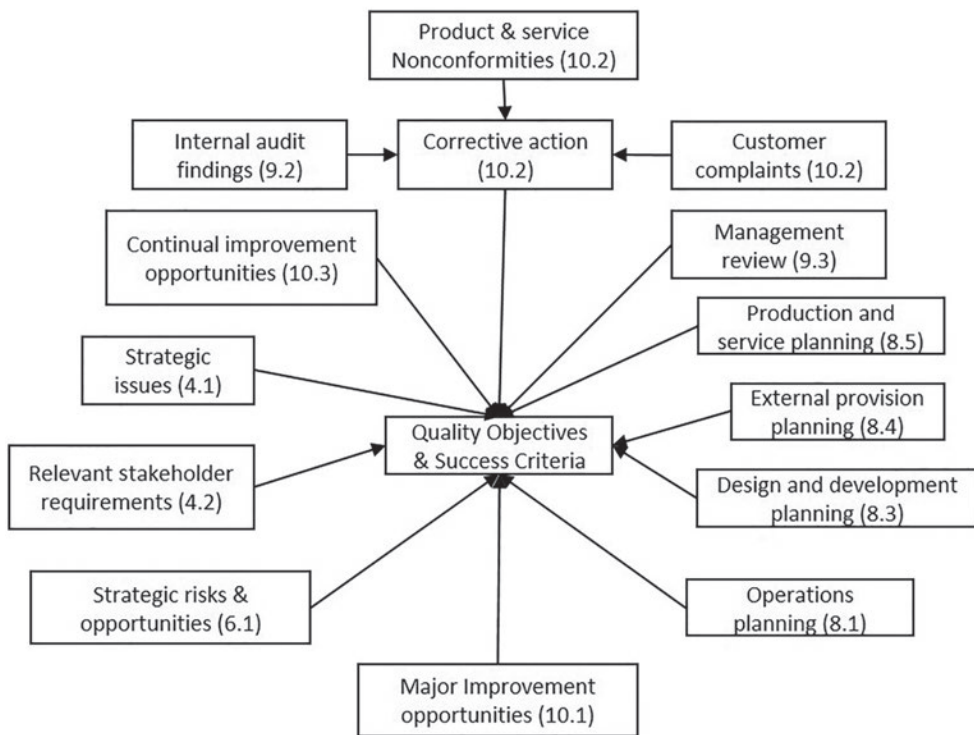 Product & service
Nonconformities (10.2)
Internal audit
findings (9.2)
Corrective action
(10.2)
Customer
complaints (10.2)
Continual improvement
opportunities (10.3)
Management
review (9.3)
Production and
service planning (8.5)
Strategic
issues (4.1)
External provision
planning (8.4)
Quality Objectives
& Success Criteria
Relevant stakeholder
requirements (4.2)
Design and development
planning (8.3)
Strategic risks &
opportunities (6.1)
Operations
planning (8.1)
Major Improvement
opportunities (10.1)